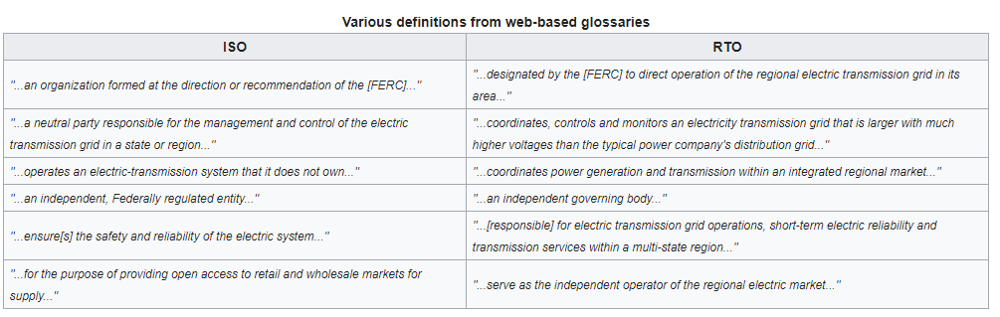 Various definitions from web-based glossaries
ISO
RTO
"...an organization formed at the direction or recommendation of the [FERC]..."
"...designated by the [FERC] to direct operation of the regional electric transmission grid in its
area..."
"...a neutral party responsible for the management and control of the electric
transmission grid in a state or region..."
"...coordinates, controls and monitors an electricity transmission grid that is larger with much
higher voltages than the typical power company's distribution grid..."
"...operates an electric-transmission system that it does not own..."
"...coordinates power generation and transmission within an integrated regional market..."
"...an independent, Federally regulated entity..."
"...an independent governing body..."
"...ensure[s] the safety and reliability of the electric system..."
"...[responsible] for electric transmission grid operations, short-term electric reliability and
transmission services within a multi-state region..."
"...for the purpose of providing open access to retail and wholesale markets for
supply..."
"...serve as the independent operator of the regional electric market..."